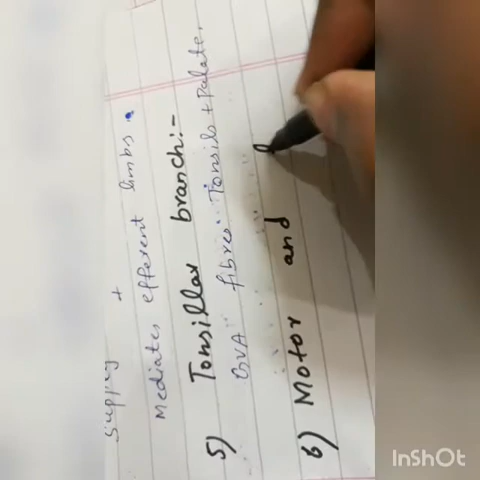 supply +
Mediates efferent limbs.
5) Tonsillar branch:-
GVA fibres Tonsils + Palate.
6) Motor and
InShOt